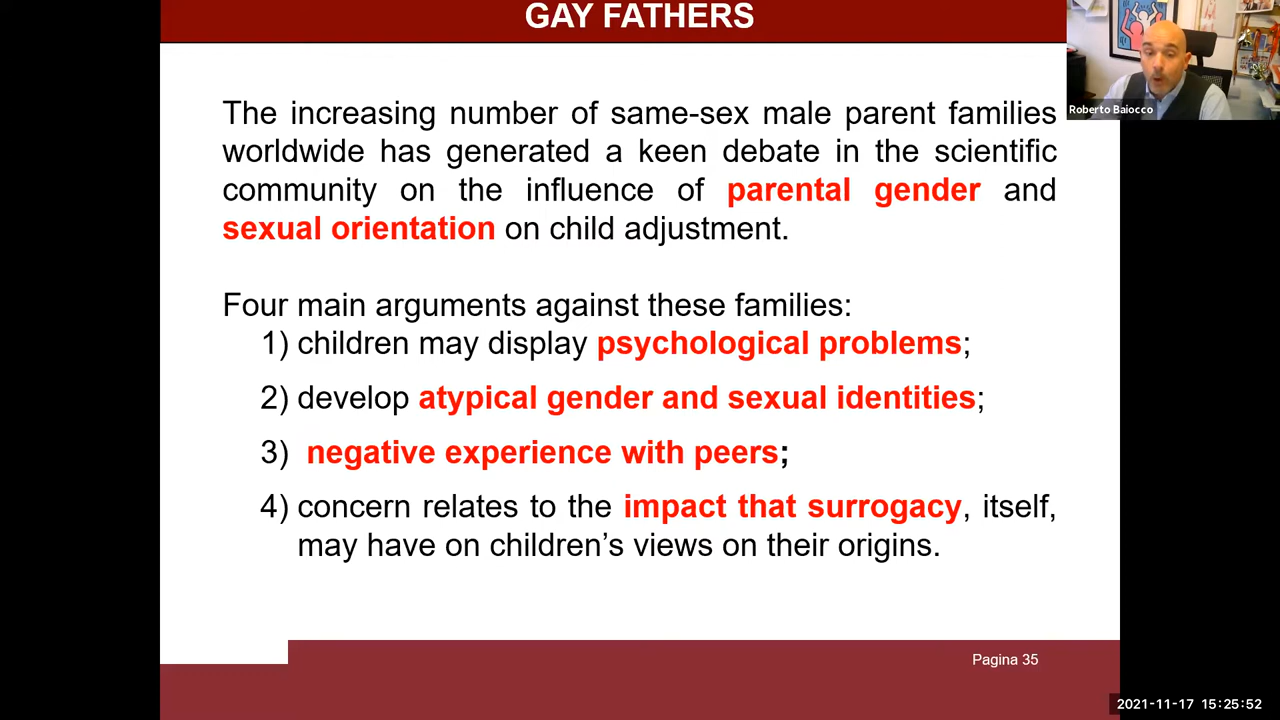 GAY FATHERS
Roberto Baiocco
The increasing number of same-sex male parent families
worldwide has generated a keen debate in the scientific
community on the influence of parental gender and
sexual orientation on child adjustment.
Four main arguments against these families:
1) children may display psychological problems;
2) develop atypical gender and sexual identities;
3) negative experience with peers;
4) concern relates to the impact that surrogacy, itself,
may have on children’s views on their origins.
Pagina 35
2021-11-17 15:25:52